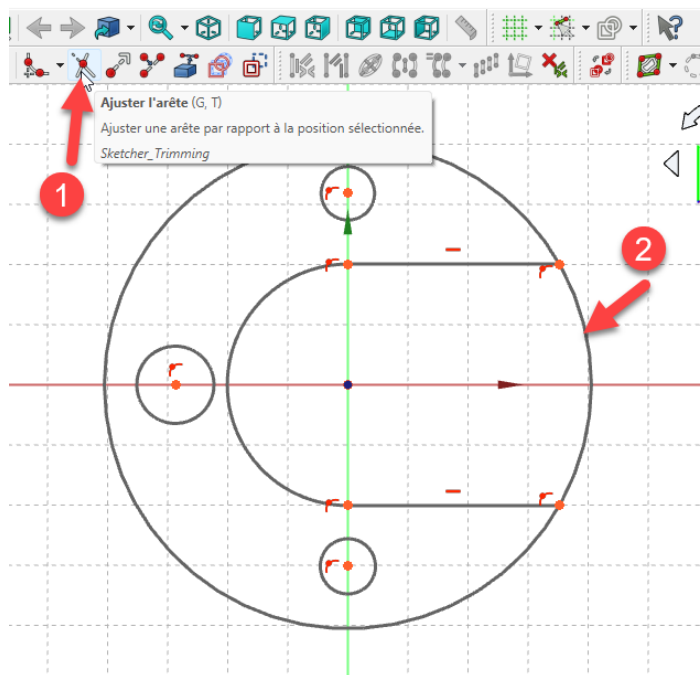 Ajuster l'arête (G, T)
Ajuster une arête par rapport à la position sélectionnée.
Sketcher_Trimming
1
2